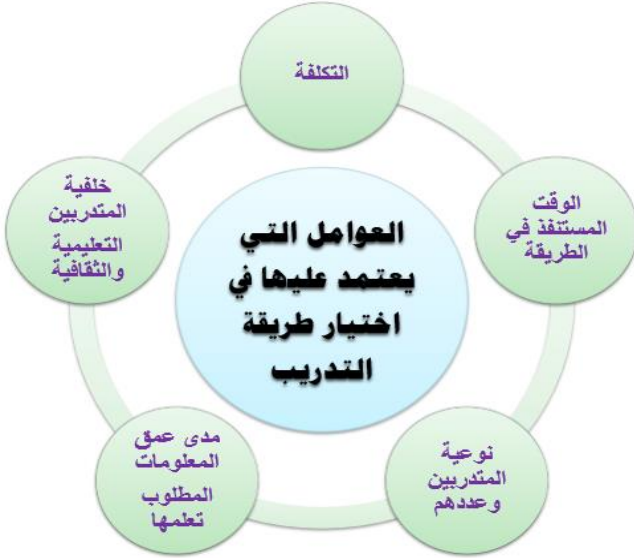 التكلفة
الوقت
المستنفذ في
الطريقة
نوعية
المتدربين
وعددهم
مدى عمق
المعلومات
المطلوب
تعلمها
خلفية
المتدربين
التعليمية
والثقافية
العوامل التي
يعتمد عليها في
اختيار طريقة
التدريب